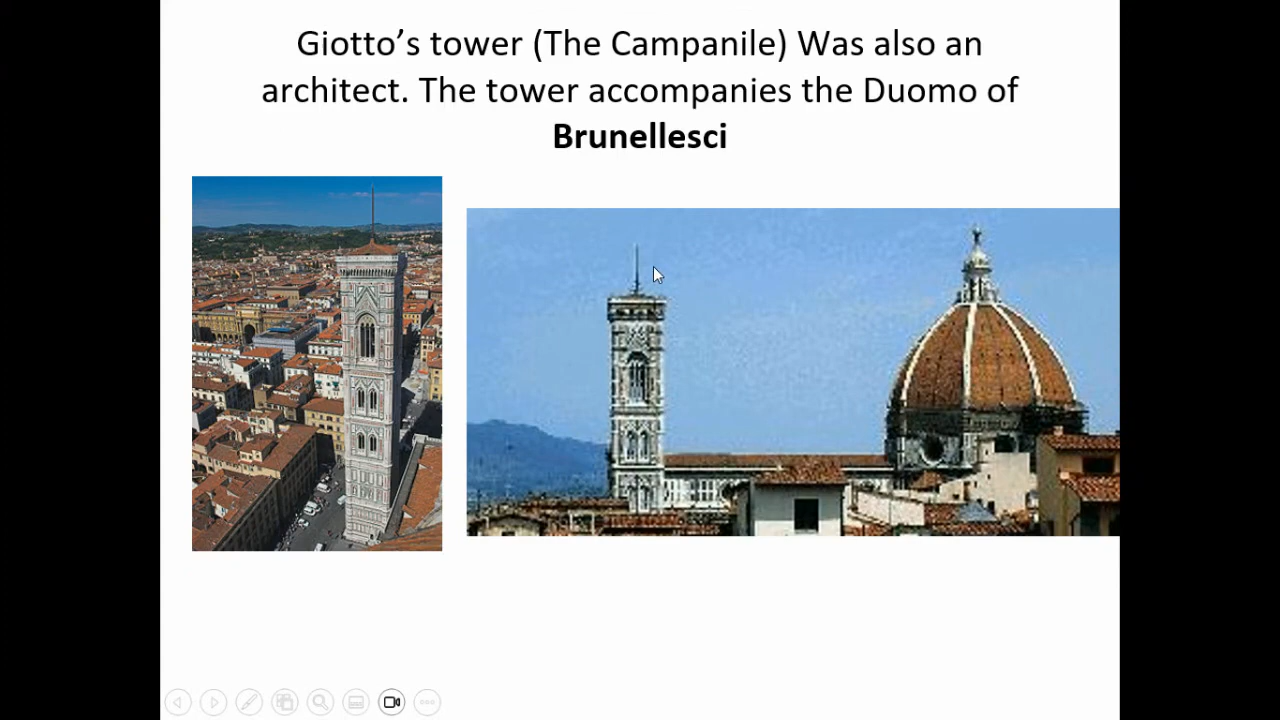 Giotto’s tower (The Campanile) Was also an
architect. The tower accompanies the Duomo of
Brunellesci